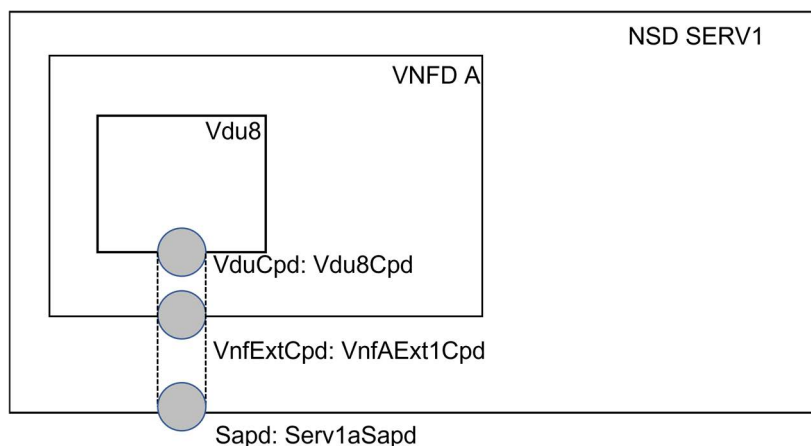 NSD SERV1
VNFD A
Vdu8
VduCpd: Vdu8Cpd
VnfExtCpd: VnfAExt1Cpd
Sapd: Serv1aSapd